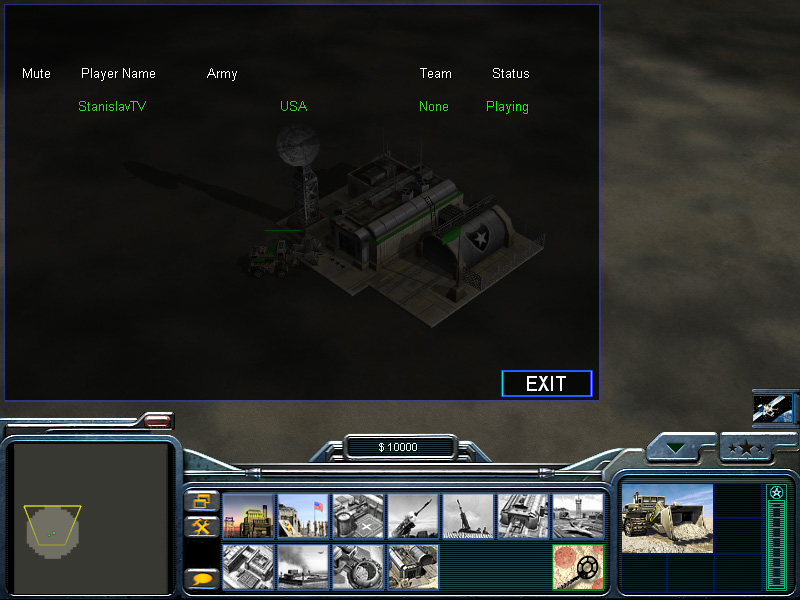 Mute Player Name Army Team Status
StanislavTV USA None Playing
EXIT
$ 10000